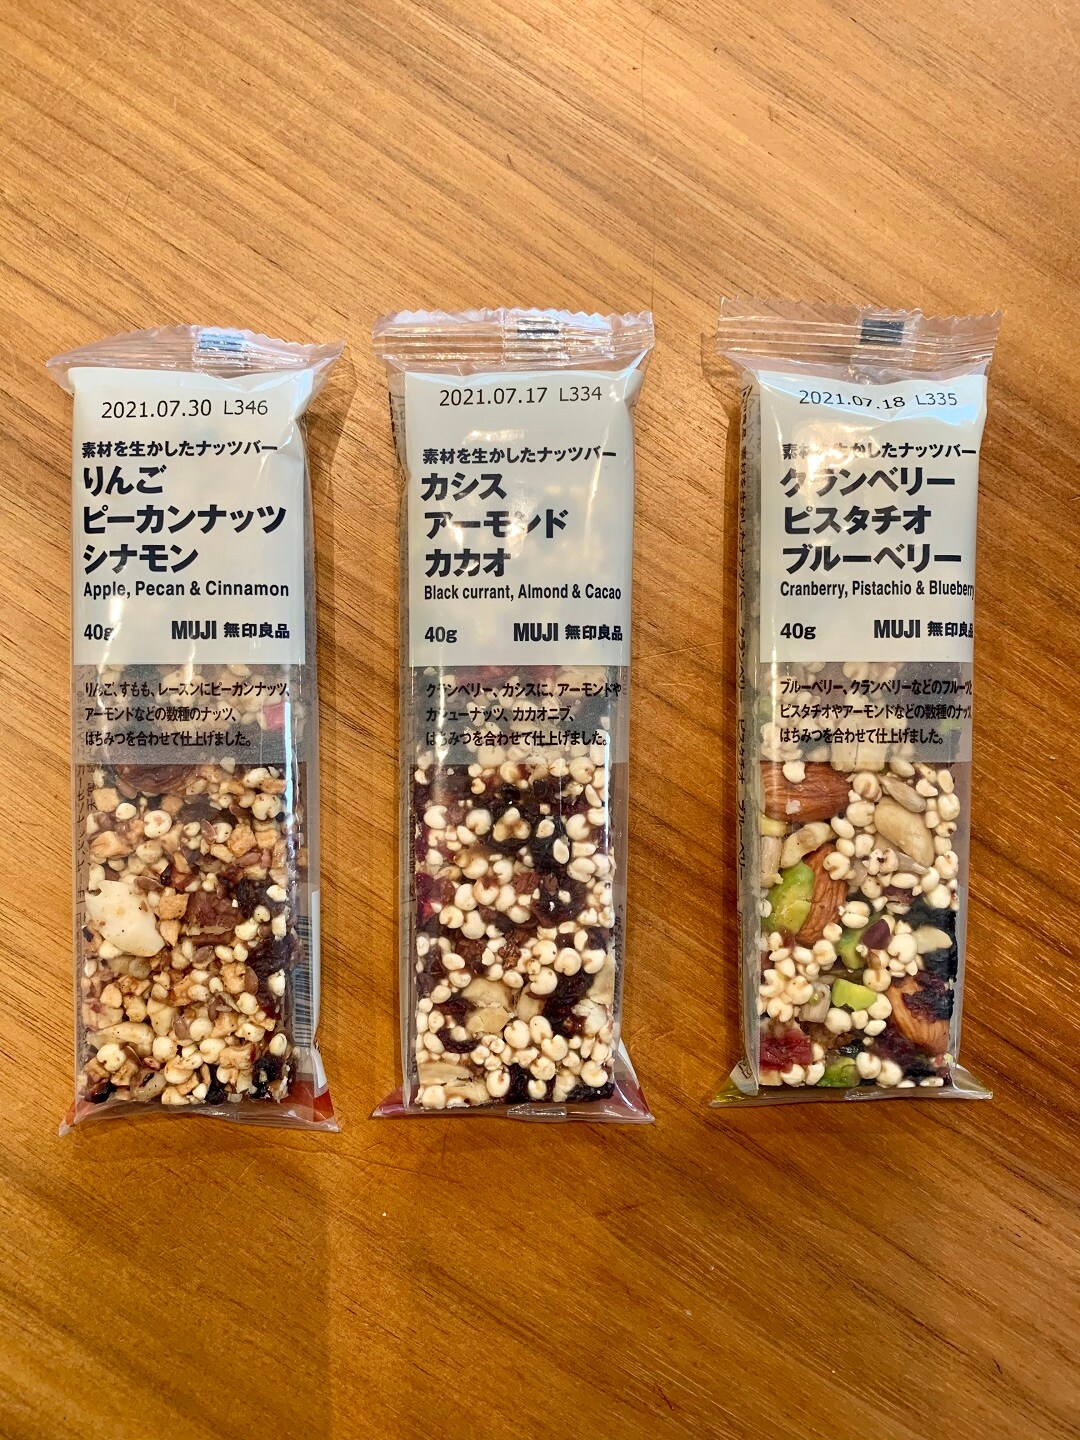 2021.07.30 L346
素材を生かしたナッツバー
りんご
ピーカンナッツ
シナモン
Apple, Pecan & Cinnamon
40g MUJI 無印良品
りんご、すもも、レーズンにピーカンナッツ、
アーモンドなどの数種のナッツ、
はちみつを合わせて仕上げました。
2021.07.17 L334
素材を生かしたナッツバー
カシス
アーモンド
カカオ
Black currant, Almond & Cacao
40g MUJI 無印良品
クランベリー、カシスに、アーモンドや
カシューナッツ、カカオニブ、
はちみつを合わせて仕上げました。
2021.07.18 L335
素材を生かしたナッツバー
クランベリー
ピスタチオ
ブルーベリー
Cranberry, Pistachio & Blueberry
40g MUJI 無印良品
ブルーベリー、クランベリーなどのフルーツと
ピスタチオやアーモンドなどの数種のナッツ、
はちみつを合わせて仕上げました。